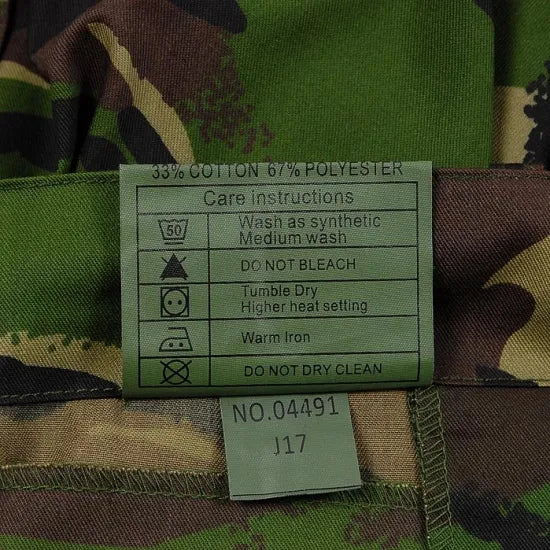 33% COTTON 67% POLYESTER
Care instructions
50
Wash as synthetic
Medium wash
DO NOT BLEACH
Tumble Dry
Higher heat setting
Warm Iron
DO NOT DRY CLEAN
NO.04491
J17